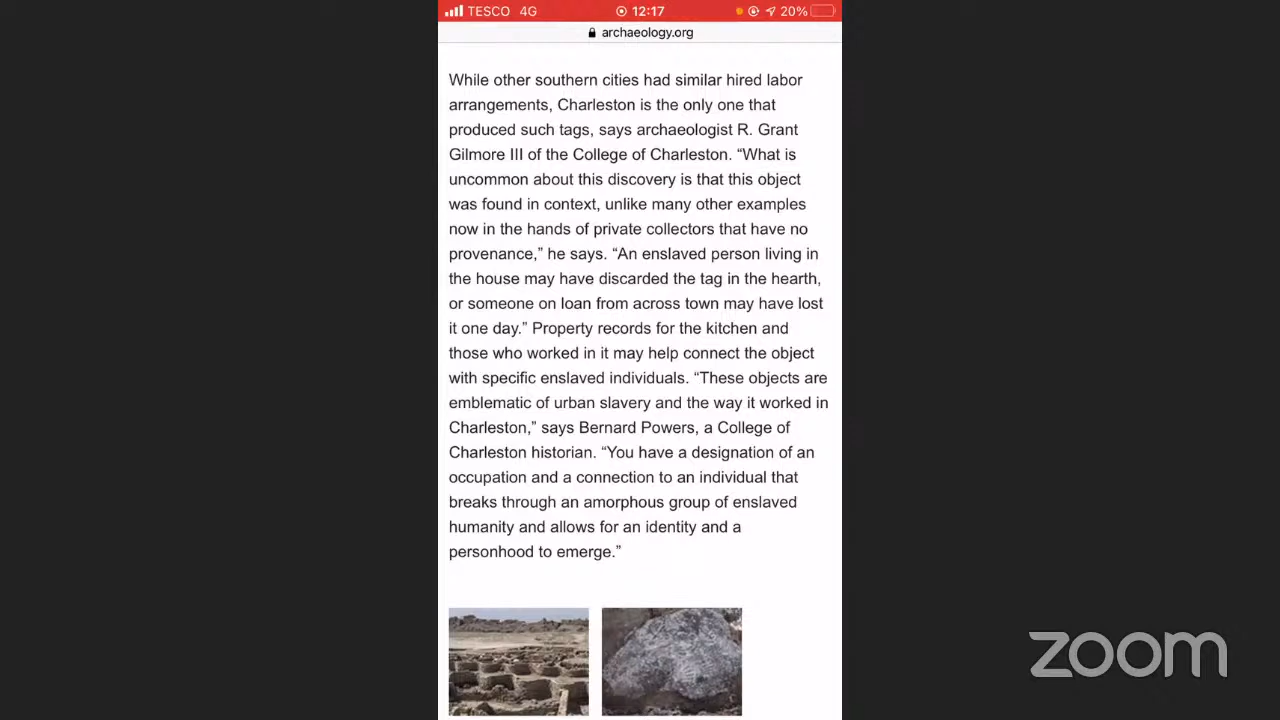 TESCO 4G 12:17 20%
archaeology.org
While other southern cities had similar hired labor
arrangements, Charleston is the only one that
produced such tags, says archaeologist R. Grant
Gilmore III of the College of Charleston. “What is
uncommon about this discovery is that this object
was found in context, unlike many other examples
now in the hands of private collectors that have no
provenance,” he says. “An enslaved person living in
the house may have discarded the tag in the hearth,
or someone on loan from across town may have lost
it one day.” Property records for the kitchen and
those who worked in it may help connect the object
with specific enslaved individuals. “These objects are
emblematic of urban slavery and the way it worked in
Charleston,” says Bernard Powers, a College of
Charleston historian. “You have a designation of an
occupation and a connection to an individual that
breaks through an amorphous group of enslaved
humanity and allows for an identity and a
personhood to emerge.”
zoom